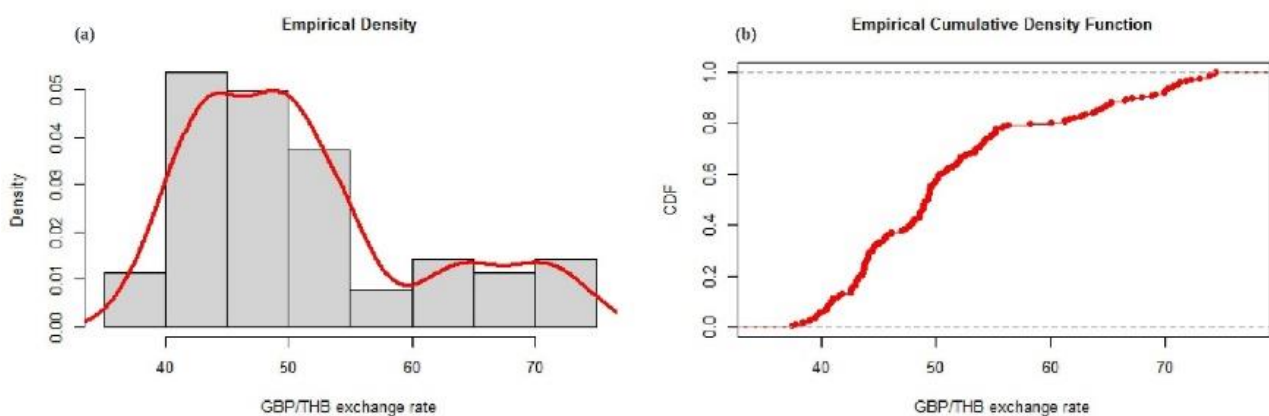 (a)
Empirical Density
Density
0.05
0.04
0.03
0.02
0.01
0.00
40
50
60
70
GBP/THB exchange rate
(b)
Empirical Cumulative Density Function
CDF
1.0
0.8
0.6
0.4
0.2
0.0
40
50
60
70
GBP/THB exchange rate